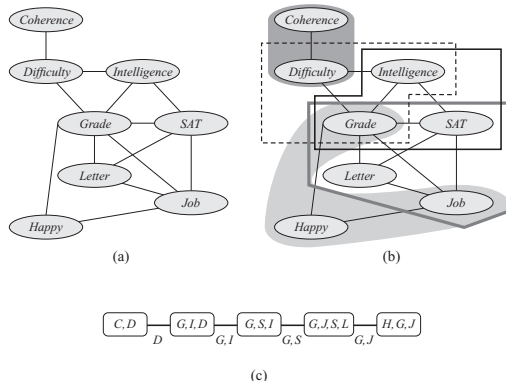 Coherence
Difficulty
Intelligence
Grade
SAT
Letter
Job
Happy
(a)
Coherence
Difficulty
Intelligence
Grade
SAT
Letter
Job
Happy
(b)
C, D
G, I, D
G, S, I
G, J, S, L
H, G, J
D
G, I
G, S
G, J
(c)